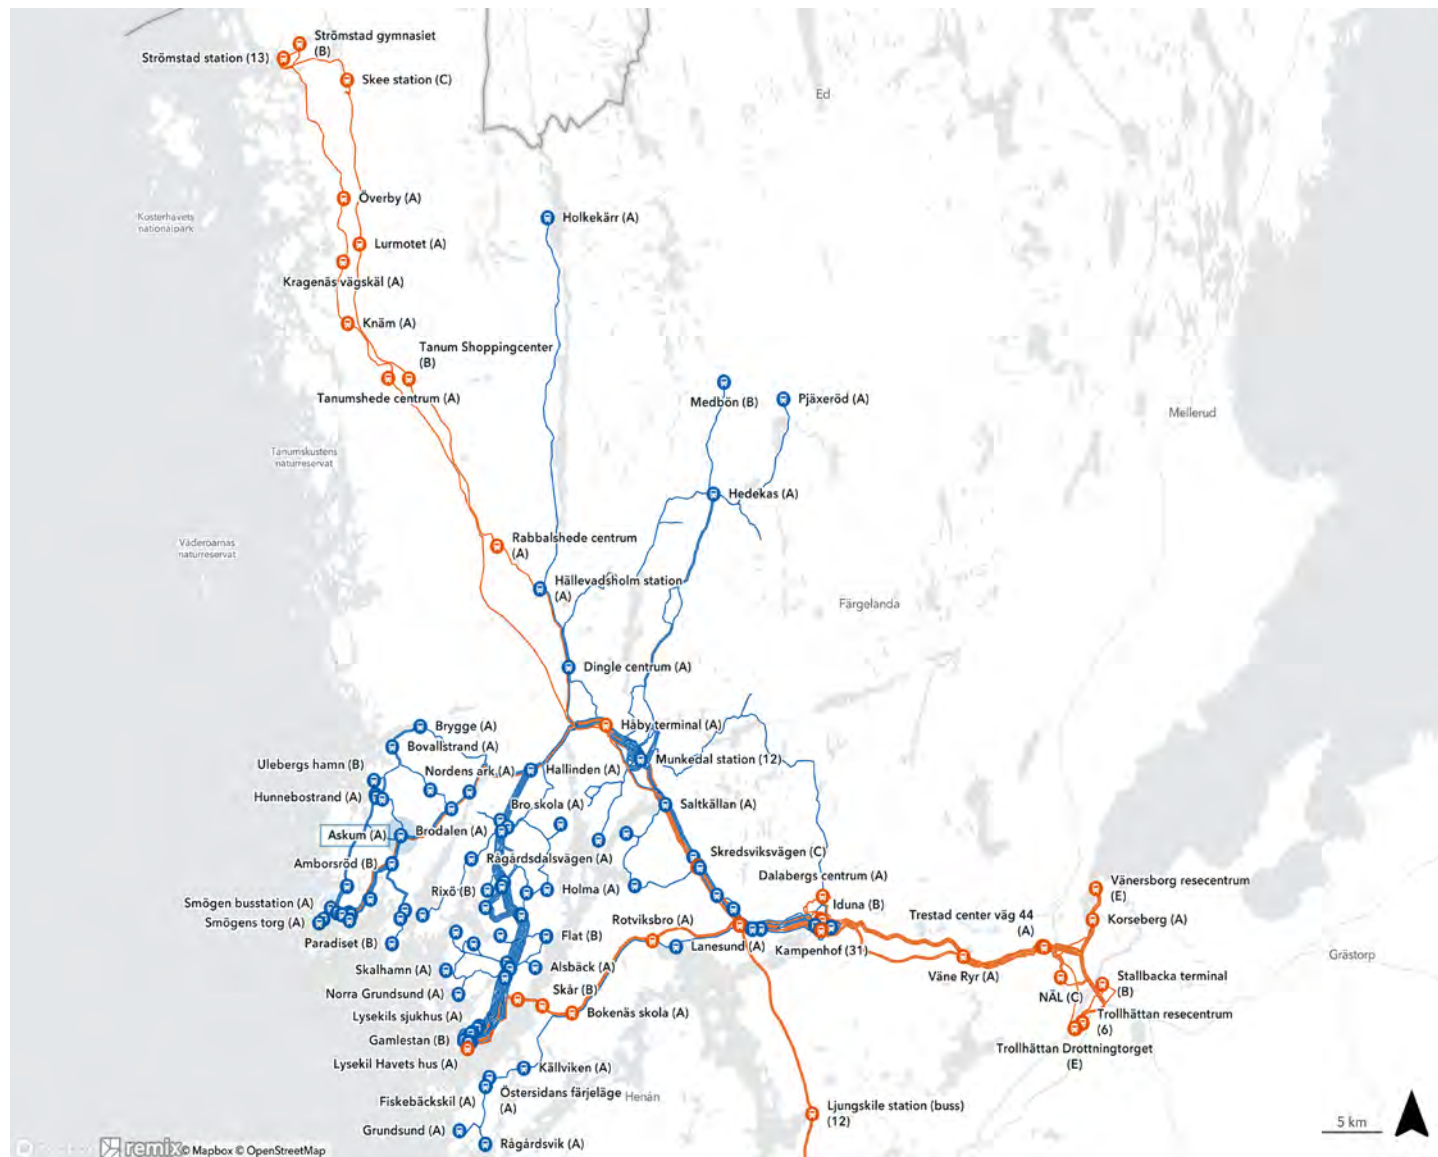 Strömstad gymnasiet
(B)
Strömstad station (13)
Skee station (C)
Ed
Överby (A)
Kosterhavets
nationalpark
Holkekärr (A)
Lurmotet (A)
Kragenäs vägskäl (A)
Knäm (A)
Tanum Shoppingcenter
(B)
Tanumshede centrum (A)
Medbön (B)
Pjäxeröd (A)
Mellerud
Tanumskustens
naturreservat
Hedekas (A)
Väderöarnas
naturreservat
Rabbalshede centrum
(A)
Hällevadsholm station
(A)
Färgelanda
Dingle centrum (A)
Brygge (A)
Håby terminal (A)
Bovallstrand (A)
Munkedal station (12)
Ulebergs hamn (B)
Nordens ark (A)
Hallinden (A)
Hunnebostrand (A)
Bro skola (A)
Saltkällan (A)
Askum (A)
Brodalen (A)
Rågårdsdalsvägen (A)
Skredsviksvägen (C)
Amborsröd (B)
Dalabergs centrum (A)
Rixö (B)
Holma (A)
Vänersborg resecentrum
(E)
Smögen busstation (A)
Iduna (B)
Smögens torg (A)
Rotviksbro (A)
Trestad center väg 44
(A)
Korseberg (A)
Paradiset (B)
Flat (B)
Lanesund (A)
Kampenhof (31)
Grästorp
Skalhamn (A)
Alsbäck (A)
Väne Ryr (A)
Stallbacka terminal
(B)
Norra Grundsund (A)
Skår (B)
NÄL (C)
Lysekils sjukhus (A)
Bokenäs skola (A)
Trollhättan resecentrum
(6)
Gamlestan (B)
Trollhättan Drottningtorget
(E)
Lysekil Havets hus (A)
Källviken (A)
Fiskebäckskil (A)
Östersidans färjeläge
(A)
Henån
Ljungskile station (buss)
(12)
Grundsund (A)
Rågårdsvik (A)
5 km
remix © Mapbox © OpenStreetMap